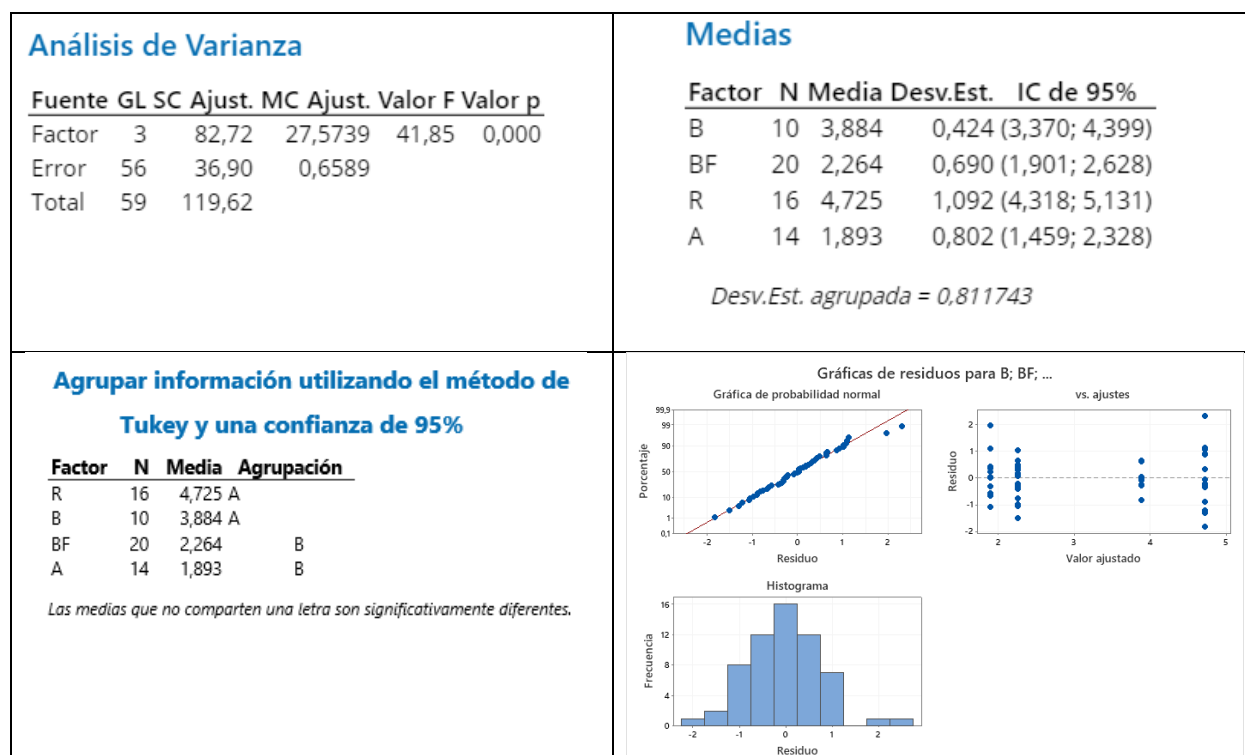 Análisis de Varianza
Fuente GL SC Ajust. MC Ajust. Valor F Valor p
Factor 3 82,72 27,5739 41,85 0,000
Error 56 36,90 0,6589
Total 59 119,62
Medias
Factor N Media Desv.Est. IC de 95%
B 10 3,884 0,424 (3,370; 4,399)
BF 20 2,264 0,690 (1,901; 2,628)
R 16 4,725 1,092 (4,318; 5,131)
A 14 1,893 0,802 (1,459; 2,328)
Desv.Est. agrupada = 0,811743
Agrupar información utilizando el método de
Tukey y una confianza de 95%
Factor N Media Agrupación
R 16 4,725 A
B 10 3,884 A
BF 20 2,264 B
A 14 1,893 B
Las medias que no comparten una letra son significativamente diferentes.
Gráficas de residuos para B; BF; ...
Gráfica de probabilidad normal
99,9
99
90
50
10
1
0,1
Porcentaje
-2 -1 0 1 2
Residuo
vs. ajustes
2
1
0
-1
-2
Residuo
2 3 4 5
Valor ajustado
Histograma
16
12
8
4
0
Frecuencia
-2 -1 0 1 2
Residuo